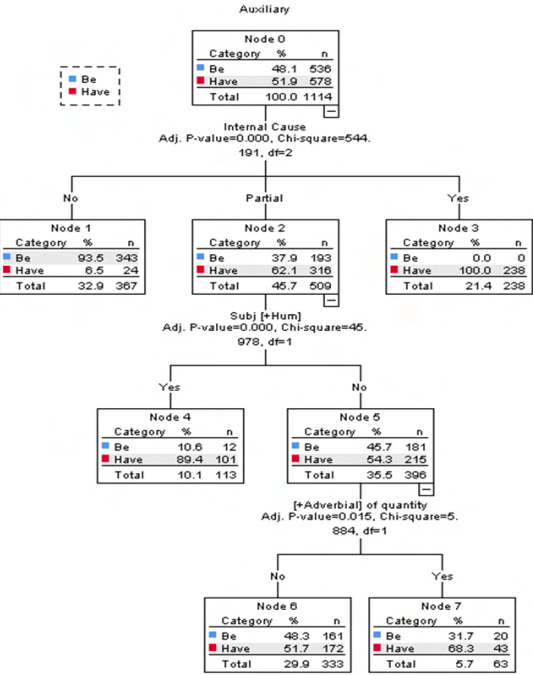 Auxiliary
Be
Have
Node 0
Category % n
Be 48.1 536
Have 51.9 578
Total 100.0 1114
Internal Cause
Adj. P-value=0.000, Chi-square=544.
191, df=2
No
Partial
Yes
Node 1
Category % n
Be 93.5 343
Have 6.5 24
Total 32.9 367
Node 2
Category % n
Be 37.9 193
Have 62.1 316
Total 45.7 509
Node 3
Category % n
Be 0.0 0
Have 100.0 238
Total 21.4 238
Subj [+Hum]
Adj. P-value=0.000, Chi-square=45.
978, df=1
Yes
No
Node 4
Category % n
Be 10.6 12
Have 89.4 101
Total 10.1 113
Node 5
Category % n
Be 45.7 181
Have 54.3 215
Total 35.5 396
[+Adverbial] of quantity
Adj. P-value=0.015, Chi-square=5.
884, df=1
No
Yes
Node 6
Category % n
Be 48.3 161
Have 51.7 172
Total 29.9 333
Node 7
Category % n
Be 31.7 20
Have 68.3 43
Total 5.7 63